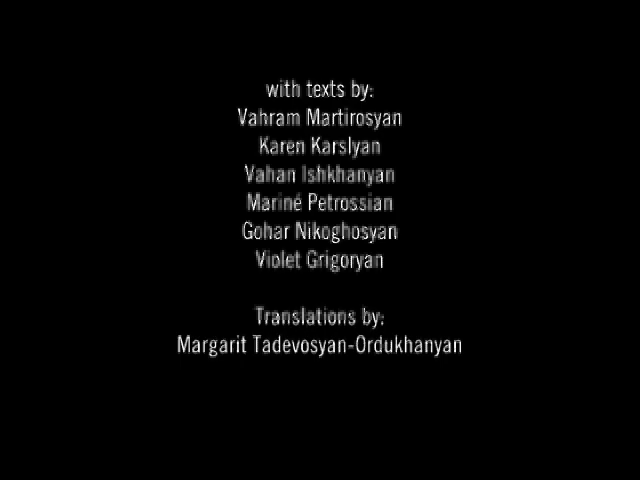 with texts by:
Vahram Martirosyan
Karen Karslyan
Vahan Ishkhanyan
Mariné Petrossian
Gohar Nikoghosyan
Violet Grigoryan
Translations by:
Margarit Tadevosyan-Ordukhanyan